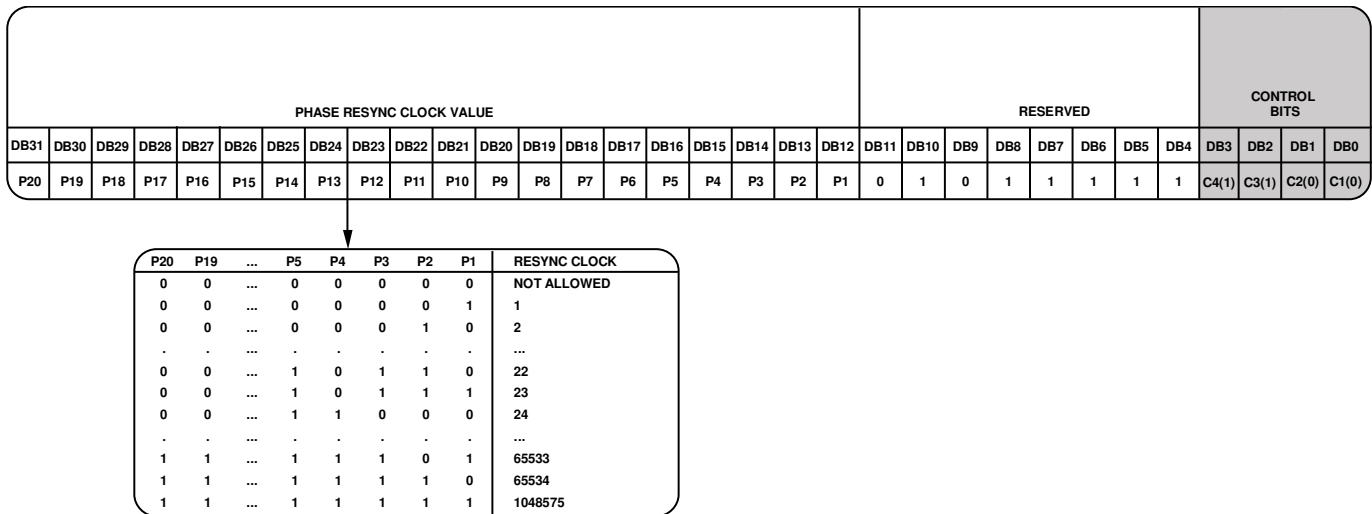 PHASE RESYNC CLOCK VALUE RESERVED CONTROL
BITS
DB31 DB30 DB29 DB28 DB27 DB26 DB25 DB24 DB23 DB22 DB21 DB20 DB19 DB18 DB17 DB16 DB15 DB14 DB13 DB12 DB11 DB10 DB9 DB8 DB7 DB6 DB5 DB4 DB3 DB2 DB1 DB0
P20 P19 P18 P17 P16 P15 P14 P13 P12 P11 P10 P9 P8 P7 P6 P5 P4 P3 P2 P1 0 1 0 1 1 1 1 1 C4(1) C3(1) C2(0) C1(0)
P20 P19 ... P5 P4 P3 P2 P1 RESYNC CLOCK
0 0 ... 0 0 0 0 0 NOT ALLOWED
0 0 ... 0 0 0 0 1 1
0 0 ... 0 0 0 1 0 2
. . ... . . . . . ...
0 0 ... 1 0 1 1 0 22
0 0 ... 1 0 1 1 1 23
0 0 ... 1 1 0 0 0 24
. . ... . . . . . ...
1 1 ... 1 1 1 0 1 65533
1 1 ... 1 1 1 1 0 65534
1 1 ... 1 1 1 1 1 1048575